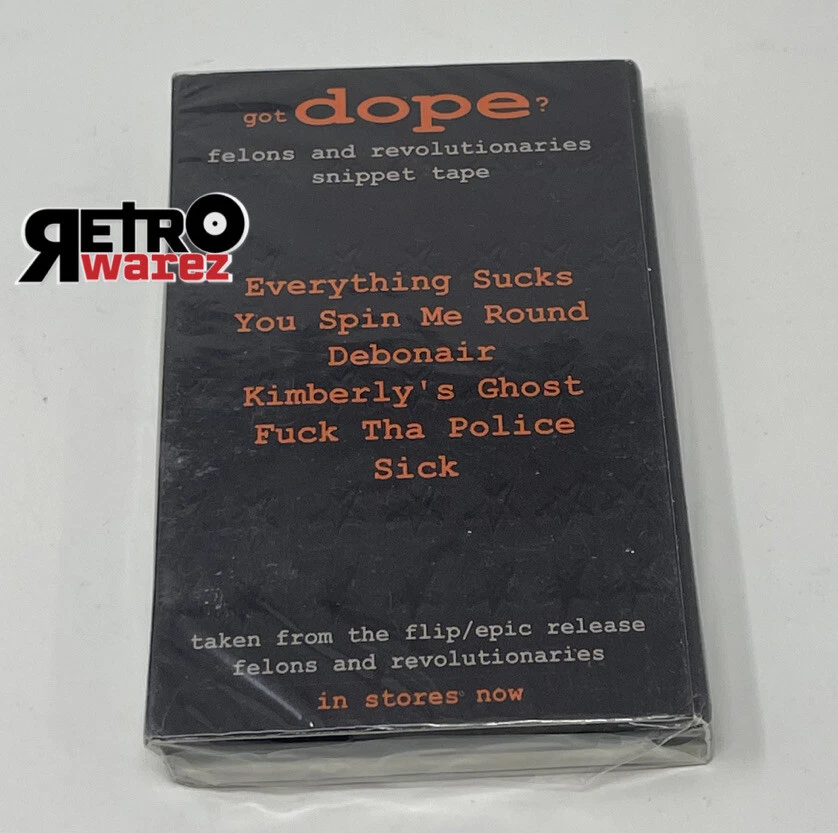 got dope?
felons and revolutionaries
snippet tape
RETRO
warez
Everything Sucks
You Spin Me Round
Debonair
Kimberly's Ghost
Fuck Tha Police
Sick
taken from the flip/epic release
felons and revolutionaries
in stores now